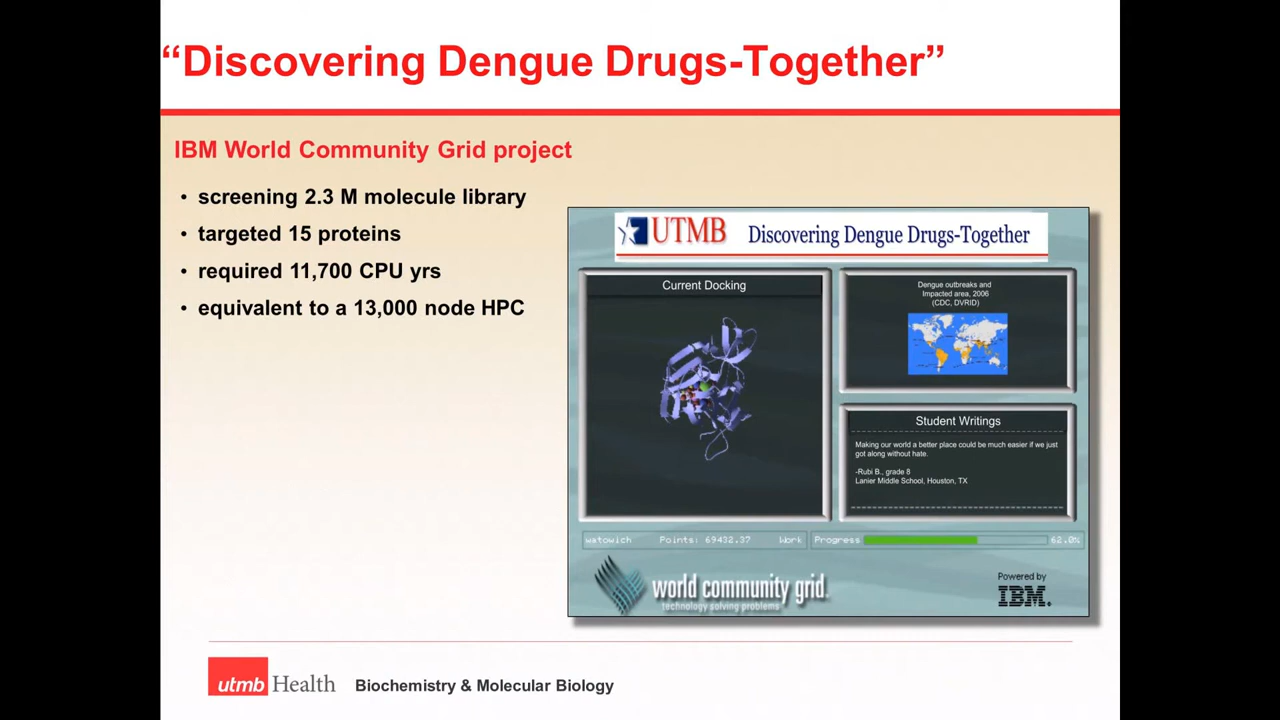 “Discovering Dengue Drugs-Together”
IBM World Community Grid project
• screening 2.3 M molecule library
• targeted 15 proteins
• required 11,700 CPU yrs
• equivalent to a 13,000 node HPC
UTMB Discovering Dengue Drugs-Together
Current Docking
Dengue outbreaks and
Impacted area, 2006
(CDC, DVRID)
Student Writings
Making our world a better place could be much easier if we just
got along without hate.
-Rubi B., grade 8
Lanier Middle School, Houston, TX
watowich Points: 69432.37 Work Progress 62.0%
world community grid.
technology solving problems
Powered by
IBM.
utmb Health Biochemistry & Molecular Biology